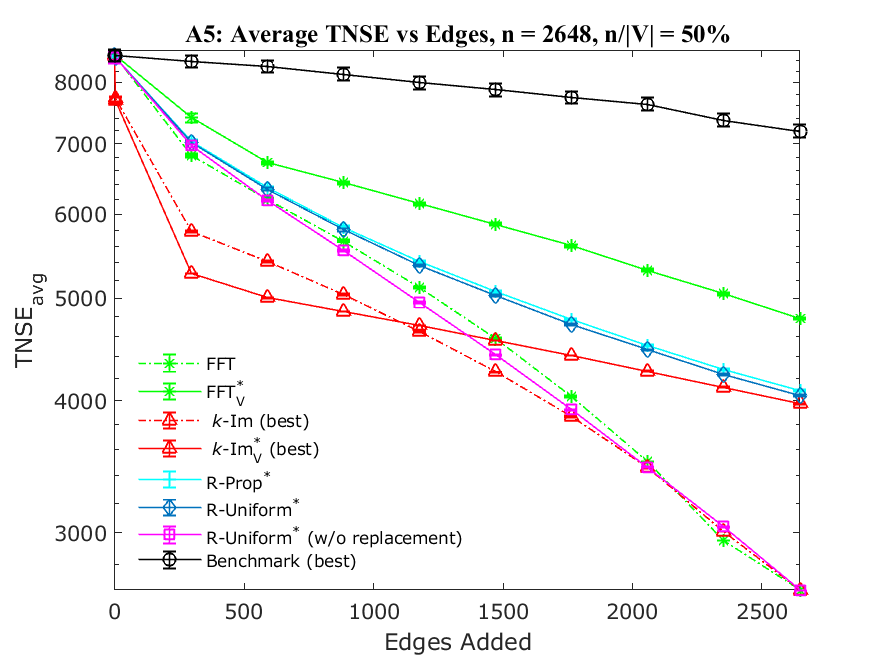 A5: Average TNSE vs Edges, n = 2648, n/|V| = 50%
8000
7000
6000
5000
4000
3000
TNSE_avg
FFT
FFT*_V
k-Im (best)
k-Im*_V (best)
R-Prop*
R-Uniform*
R-Uniform* (w/o replacement)
Benchmark (best)
0 500 1000 1500 2000 2500
Edges Added